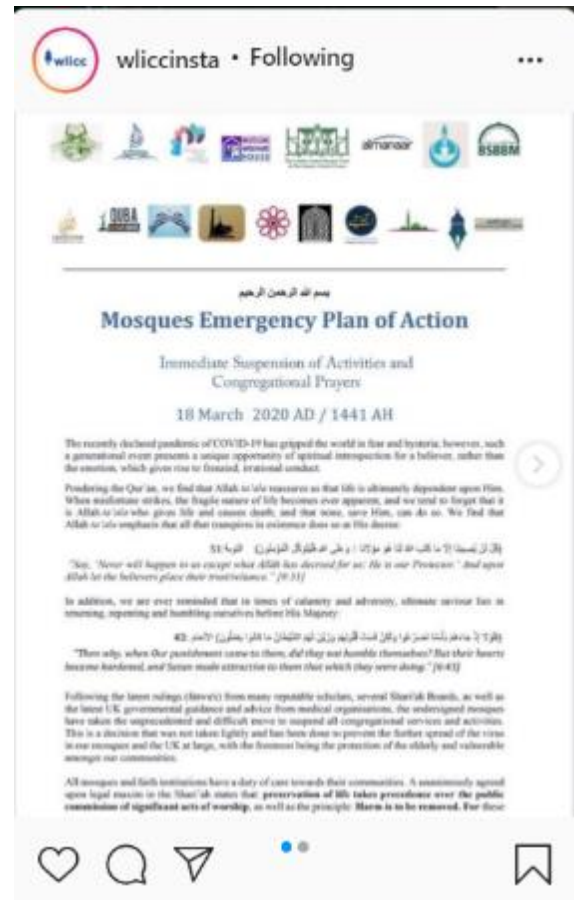 wlicc wliccinsta • Following
almanaar
BSBBM
QUBA
بسم الله الرحمن الرحيم
Mosques Emergency Plan of Action
Immediate Suspension of Activities and
Congregational Prayers
18 March 2020 AD / 1441 AH
The recently declared pandemic of COVID-19 has gripped the world in fear and hysteria, however, such
a generational event presents a unique opportunity of spiritual introspection for a believer, rather than
the emotion, which gives rise to frenzied, irrational conduct.
Pondering the Qur'an, we find that Allah ta'ala reassures us that life is ultimately dependent upon Him.
When misfortune strikes, the fragile nature of life becomes ever apparent, and we tend to forget that it
is Allah ta'ala who gives life and causes death; and that none, save Him, can do so. We find that
Allah ta'ala emphasis that all that transpires in existence does so at His decree:
"Say, 'Never will happen to us except what Allah has decreed for us; He is our Protector.' And upon
Allah let the believers place their trust/reliance." [9:51]
In addition, we are ever reminded that in times of calamity and adversity, ultimate saviour lies in
returning, repenting and humbling ourselves before His Majesty:
"Then why, when Our punishment came to them, did they not humble themselves? But their hearts
became hardened, and Satan made attractive to them that which they were doing." [6:43]
Following the latest rulings (fatwa's) from many reputable scholars, several Shari'ah Boards, as well as
the latest UK governmental guidance and advice from medical organisations, the undersigned mosques
have taken the unprecedented and difficult move to suspend all congregational services and activities.
This is a decision that was not taken lightly and has been done to prevent the further spread of the virus
in our mosques and the UK at large, with the foremost being the protection of the elderly and vulnerable
amongst our communities.
All mosques and faith institutions have a duty of care towards their communities. A unanimously agreed
upon legal maxim in the Shari'ah states that: preservation of life takes precedence over the public
commission of significant acts of worship, as well as the principle: Harm is to be removed. For these